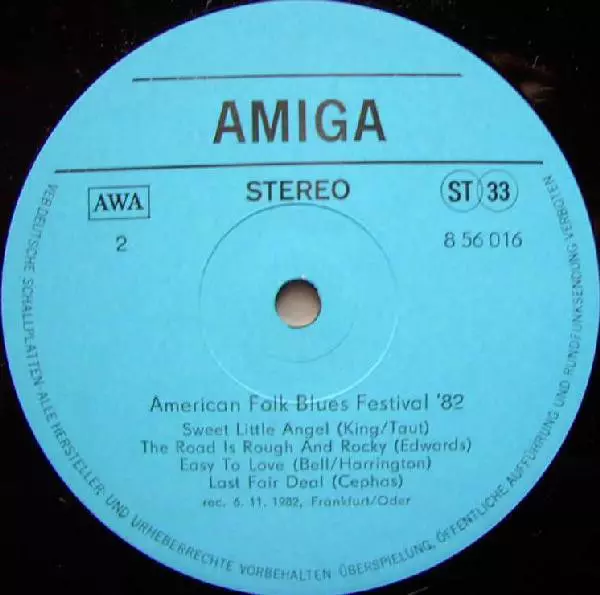 AMIGA
AWA
STEREO
ST 33
2
8 56 016
American Folk Blues Festival '82
Sweet Little Angel (King/Taut)
The Road Is Rough And Rocky (Edwards)
Easy To Love (Bell/Harrington)
Last Fair Deal (Cephas)
rec. 6. 11. 1982, Frankfurt/Oder
VEB DEUTSCHE SCHALLPLATTEN · ALLE HERSTELLER- UND URHEBERRECHTE VORBEHALTEN ÜBERSPIELUNG, ÖFFENTLICHE AUFFÜHRUNG UND RUNDFUNKSENDUNG VERBOTEN